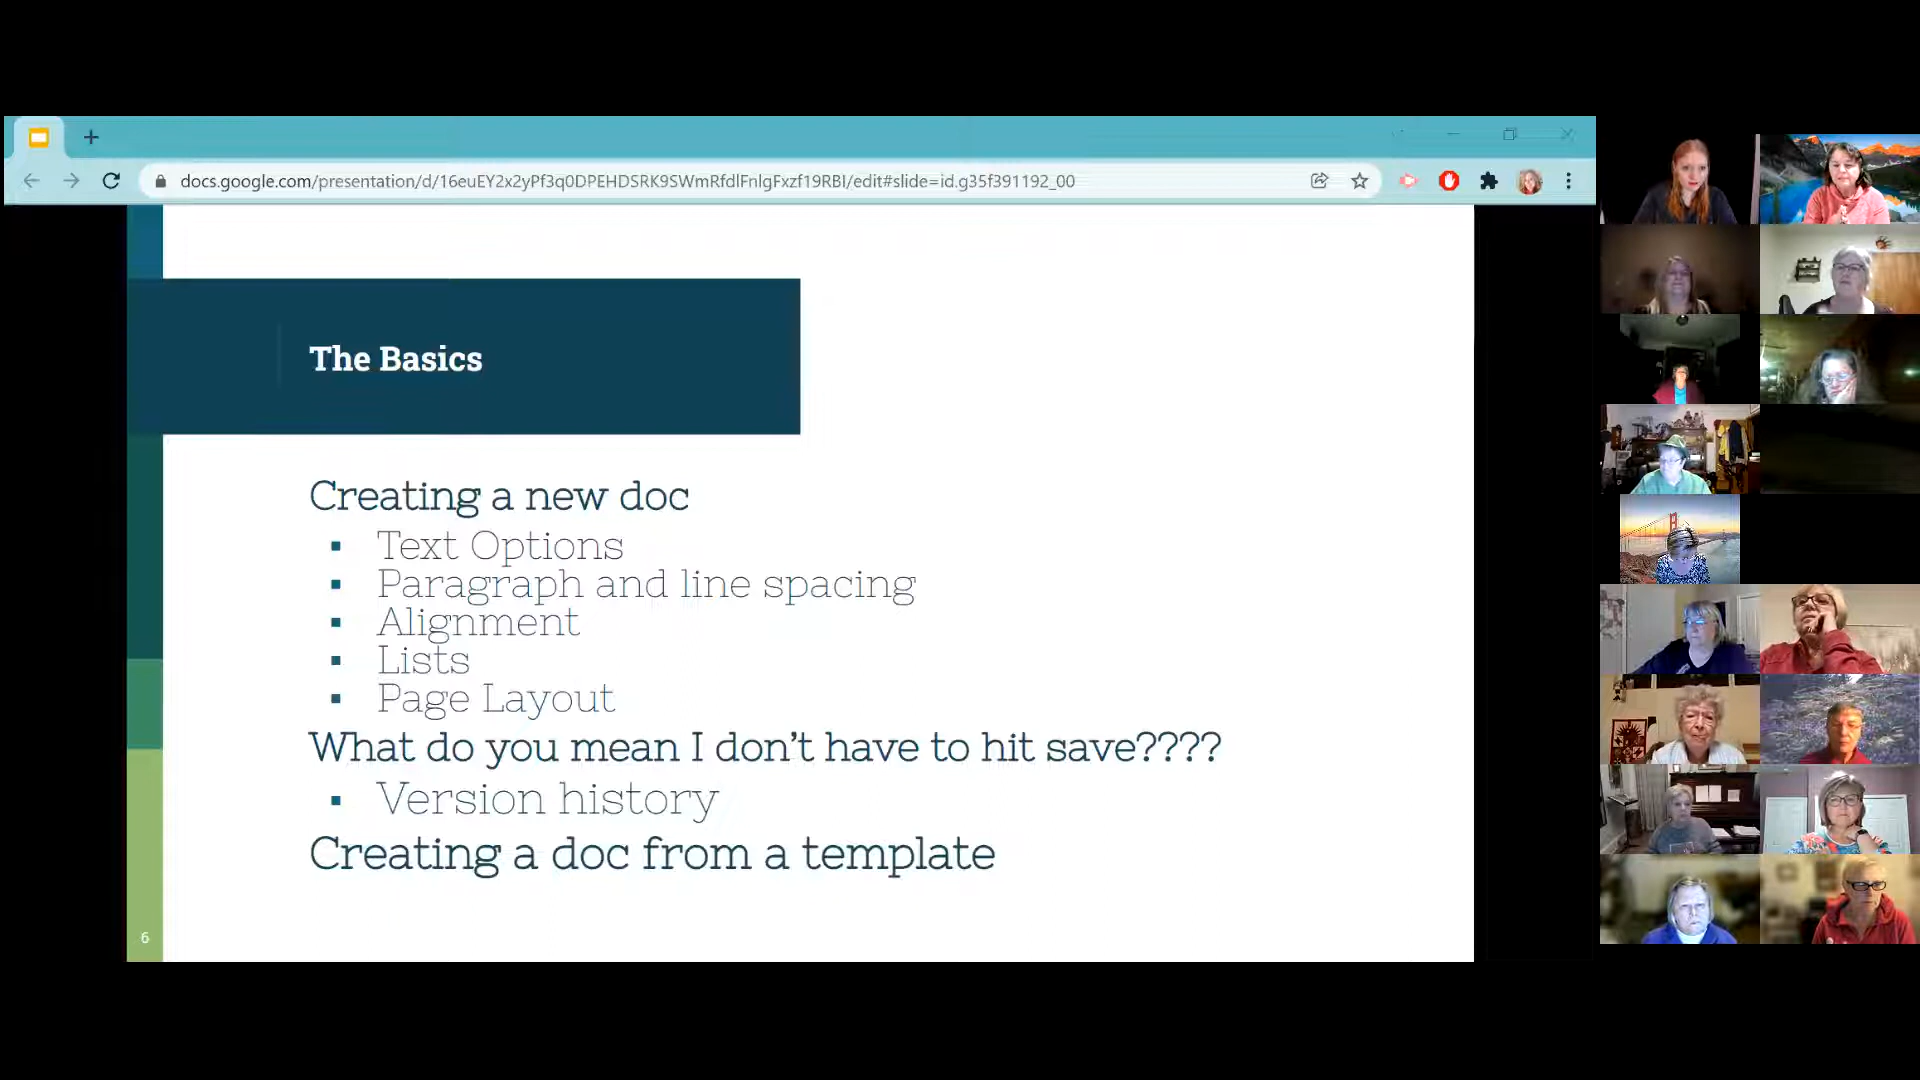 docs.google.com/presentation/d/16euEY2x2yPf3q0DPEHDSRK9SWmRfdlFnlgFxzf19RBI/edit#slide=id.g35f391192_00
The Basics
Creating a new doc
▪ Text Options
▪ Paragraph and line spacing
▪ Alignment
▪ Lists
▪ Page Layout
What do you mean I don’t have to hit save????
▪ Version history
Creating a doc from a template
6